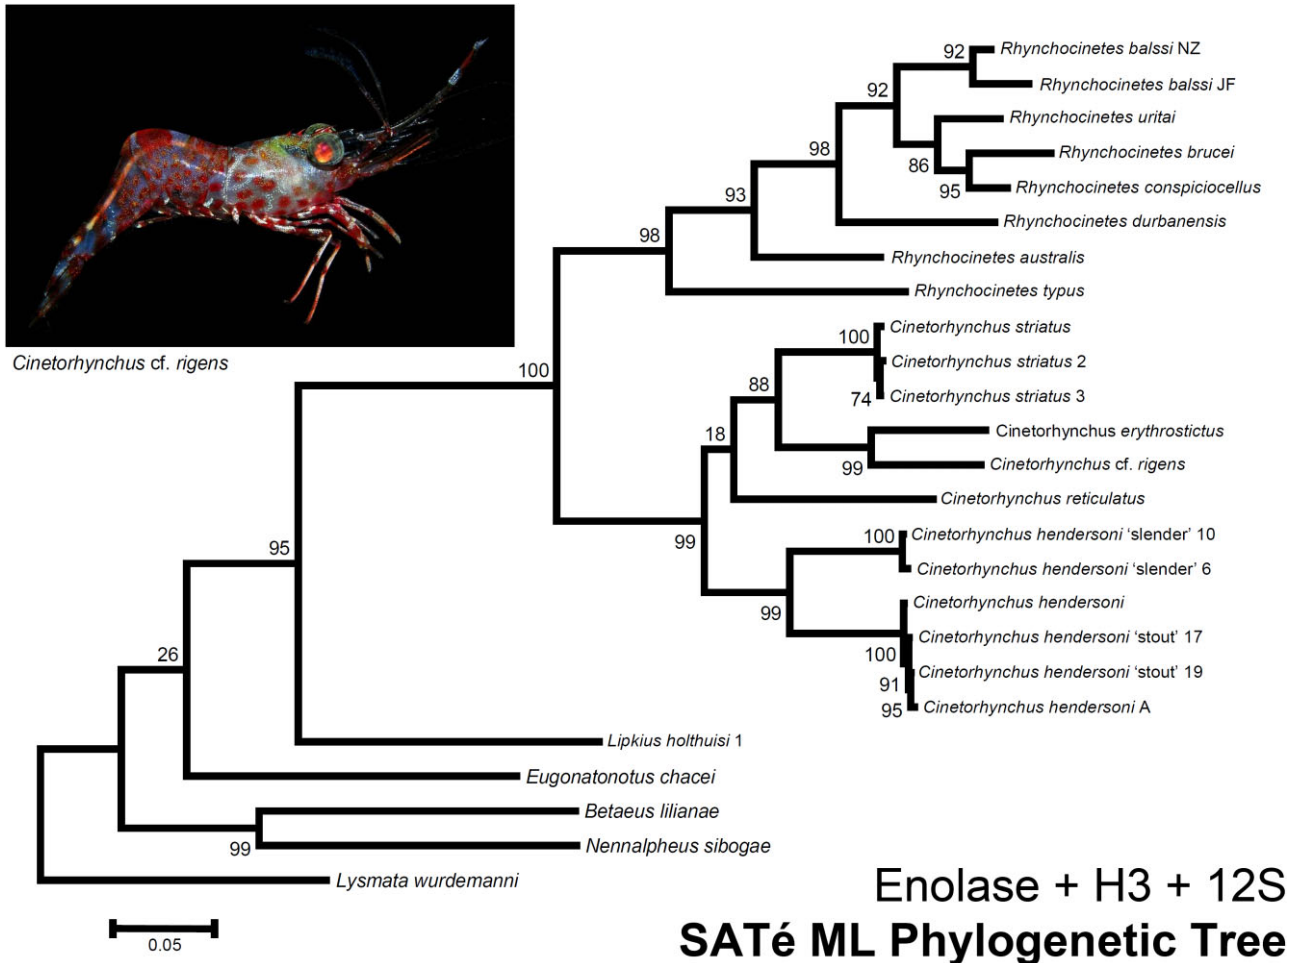 92
Rhynchocinetes balssi NZ
Rhynchocinetes balssi JF
92
Rhynchocinetes uritai
98
86
Rhynchocinetes brucei
95
Rhynchocinetes conspiciocellus
93
Rhynchocinetes durbanensis
98
Rhynchocinetes australis
Rhynchocinetes typus
Cinetorhynchus cf. rigens
100
100
Cinetorhynchus striatus
Cinetorhynchus striatus 2
88
74
Cinetorhynchus striatus 3
18
Cinetorhynchus erythrostictus
99
Cinetorhynchus cf. rigens
Cinetorhynchus reticulatus
95
99
100
Cinetorhynchus hendersoni ‘slender’ 10
Cinetorhynchus hendersoni ‘slender’ 6
99
Cinetorhynchus hendersoni
Cinetorhynchus hendersoni ‘stout’ 17
26
100
Cinetorhynchus hendersoni ‘stout’ 19
91
95
Cinetorhynchus hendersoni A
Lipkius holthuisi 1
Eugonatonotus chacei
Betaeus lilianae
99
Nennalpheus sibogae
Lysmata wurdemanni
0.05
Enolase + H3 + 12S
SATé ML Phylogenetic Tree